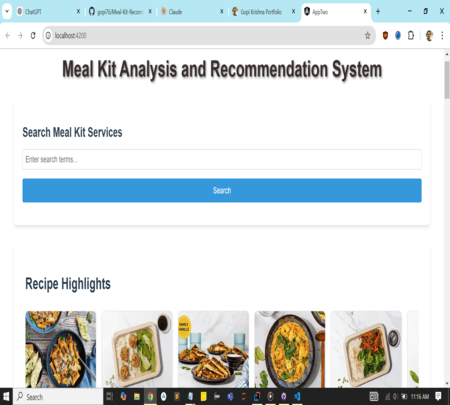 ChatGPT
gopi76/Meal-Kit-Recom
Claude
Gopi Krishna Portfolio
AppTwo
localhost:4200
Meal Kit Analysis and Recommendation System
Search Meal Kit Services
Enter search terms...
Search
Recipe Highlights
FAMILY
Search
11:16 AM